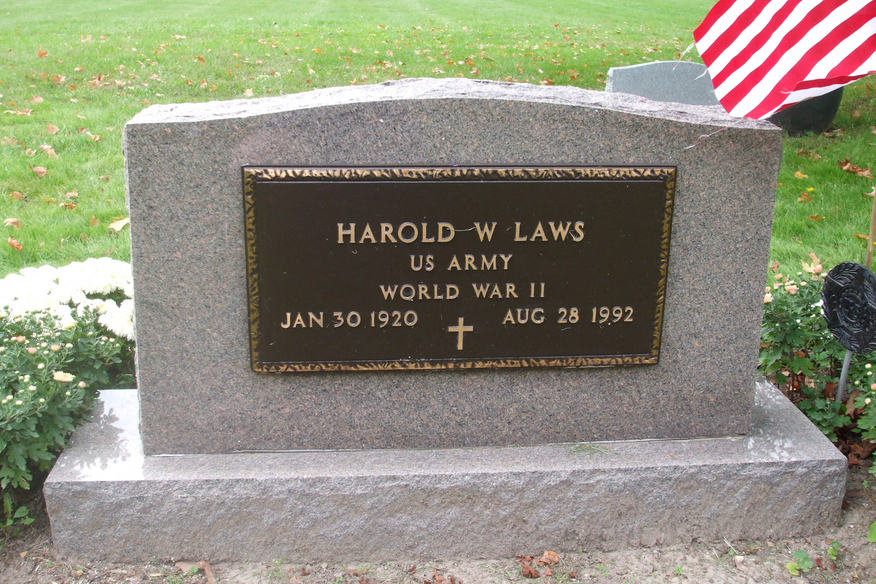 HAROLD W LAWS
US ARMY
WORLD WAR II
JAN 30 1920 AUG 28 1992